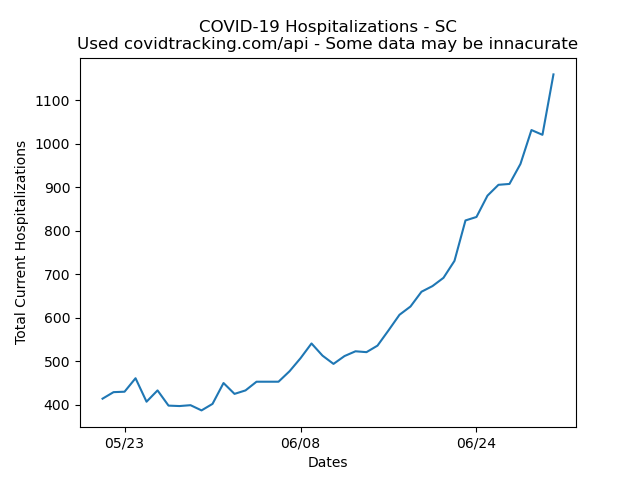 COVID-19 Hospitalizations - SC
Used covidtracking.com/api - Some data may be innacurate
Total Current Hospitalizations
1100
1000
900
800
700
600
500
400
05/23
06/08
06/24
Dates